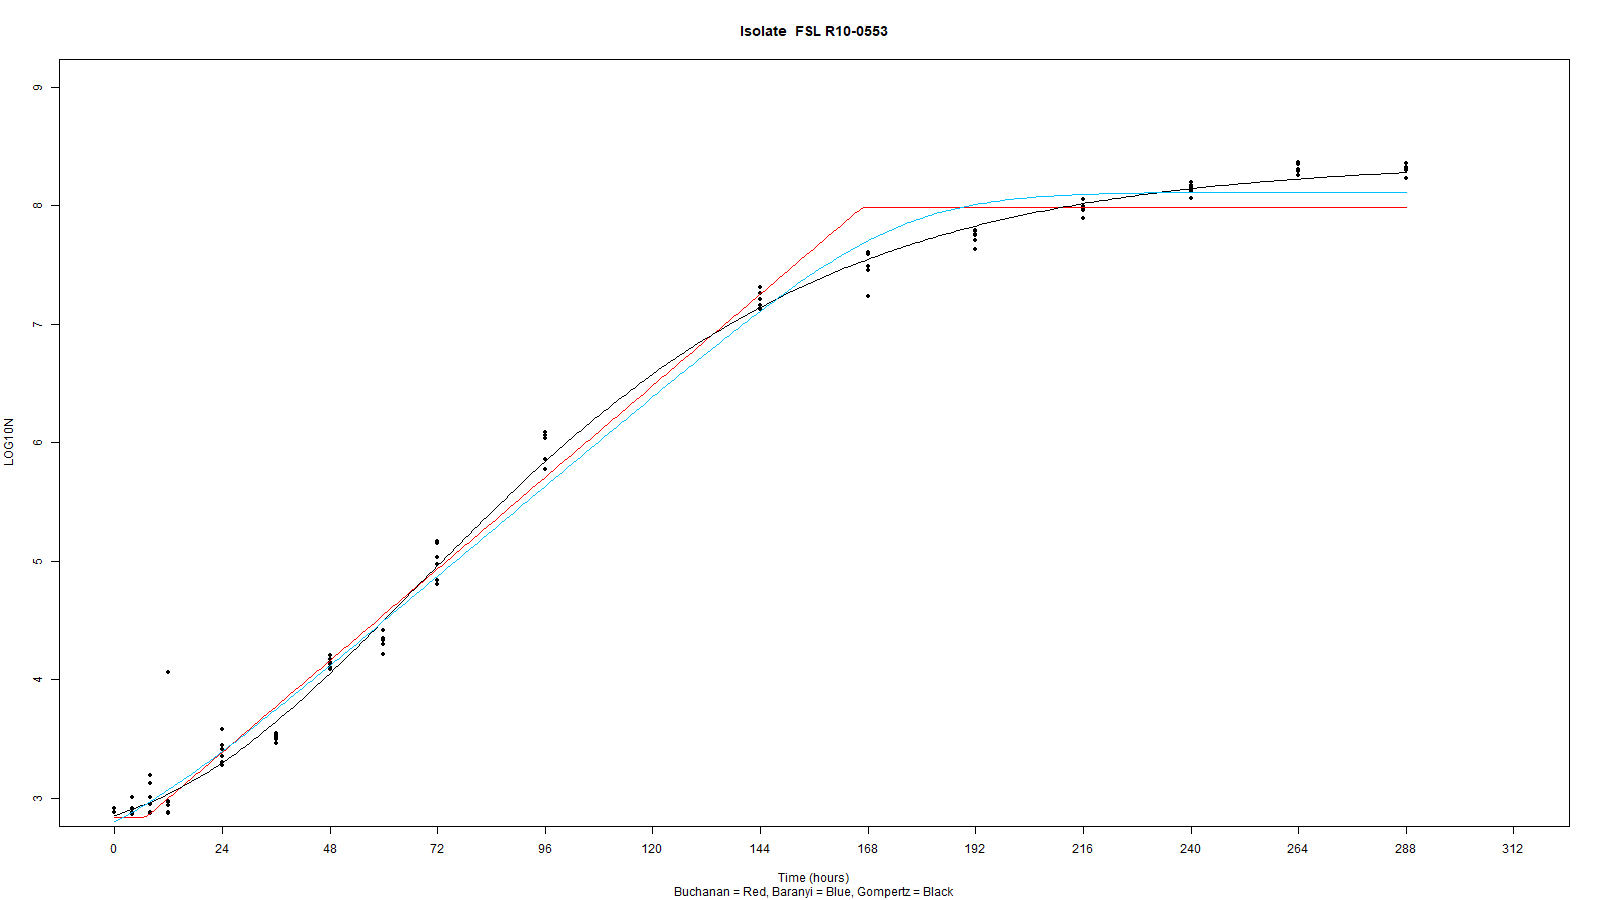 Isolate  FSL R10-0553
9
8
7
6
5
4
3
LOG10N
0 24 48 72 96 120 144 168 192 216 240 264 288 312
Time (hours)
Buchanan = Red, Baranyi = Blue, Gompertz = Black